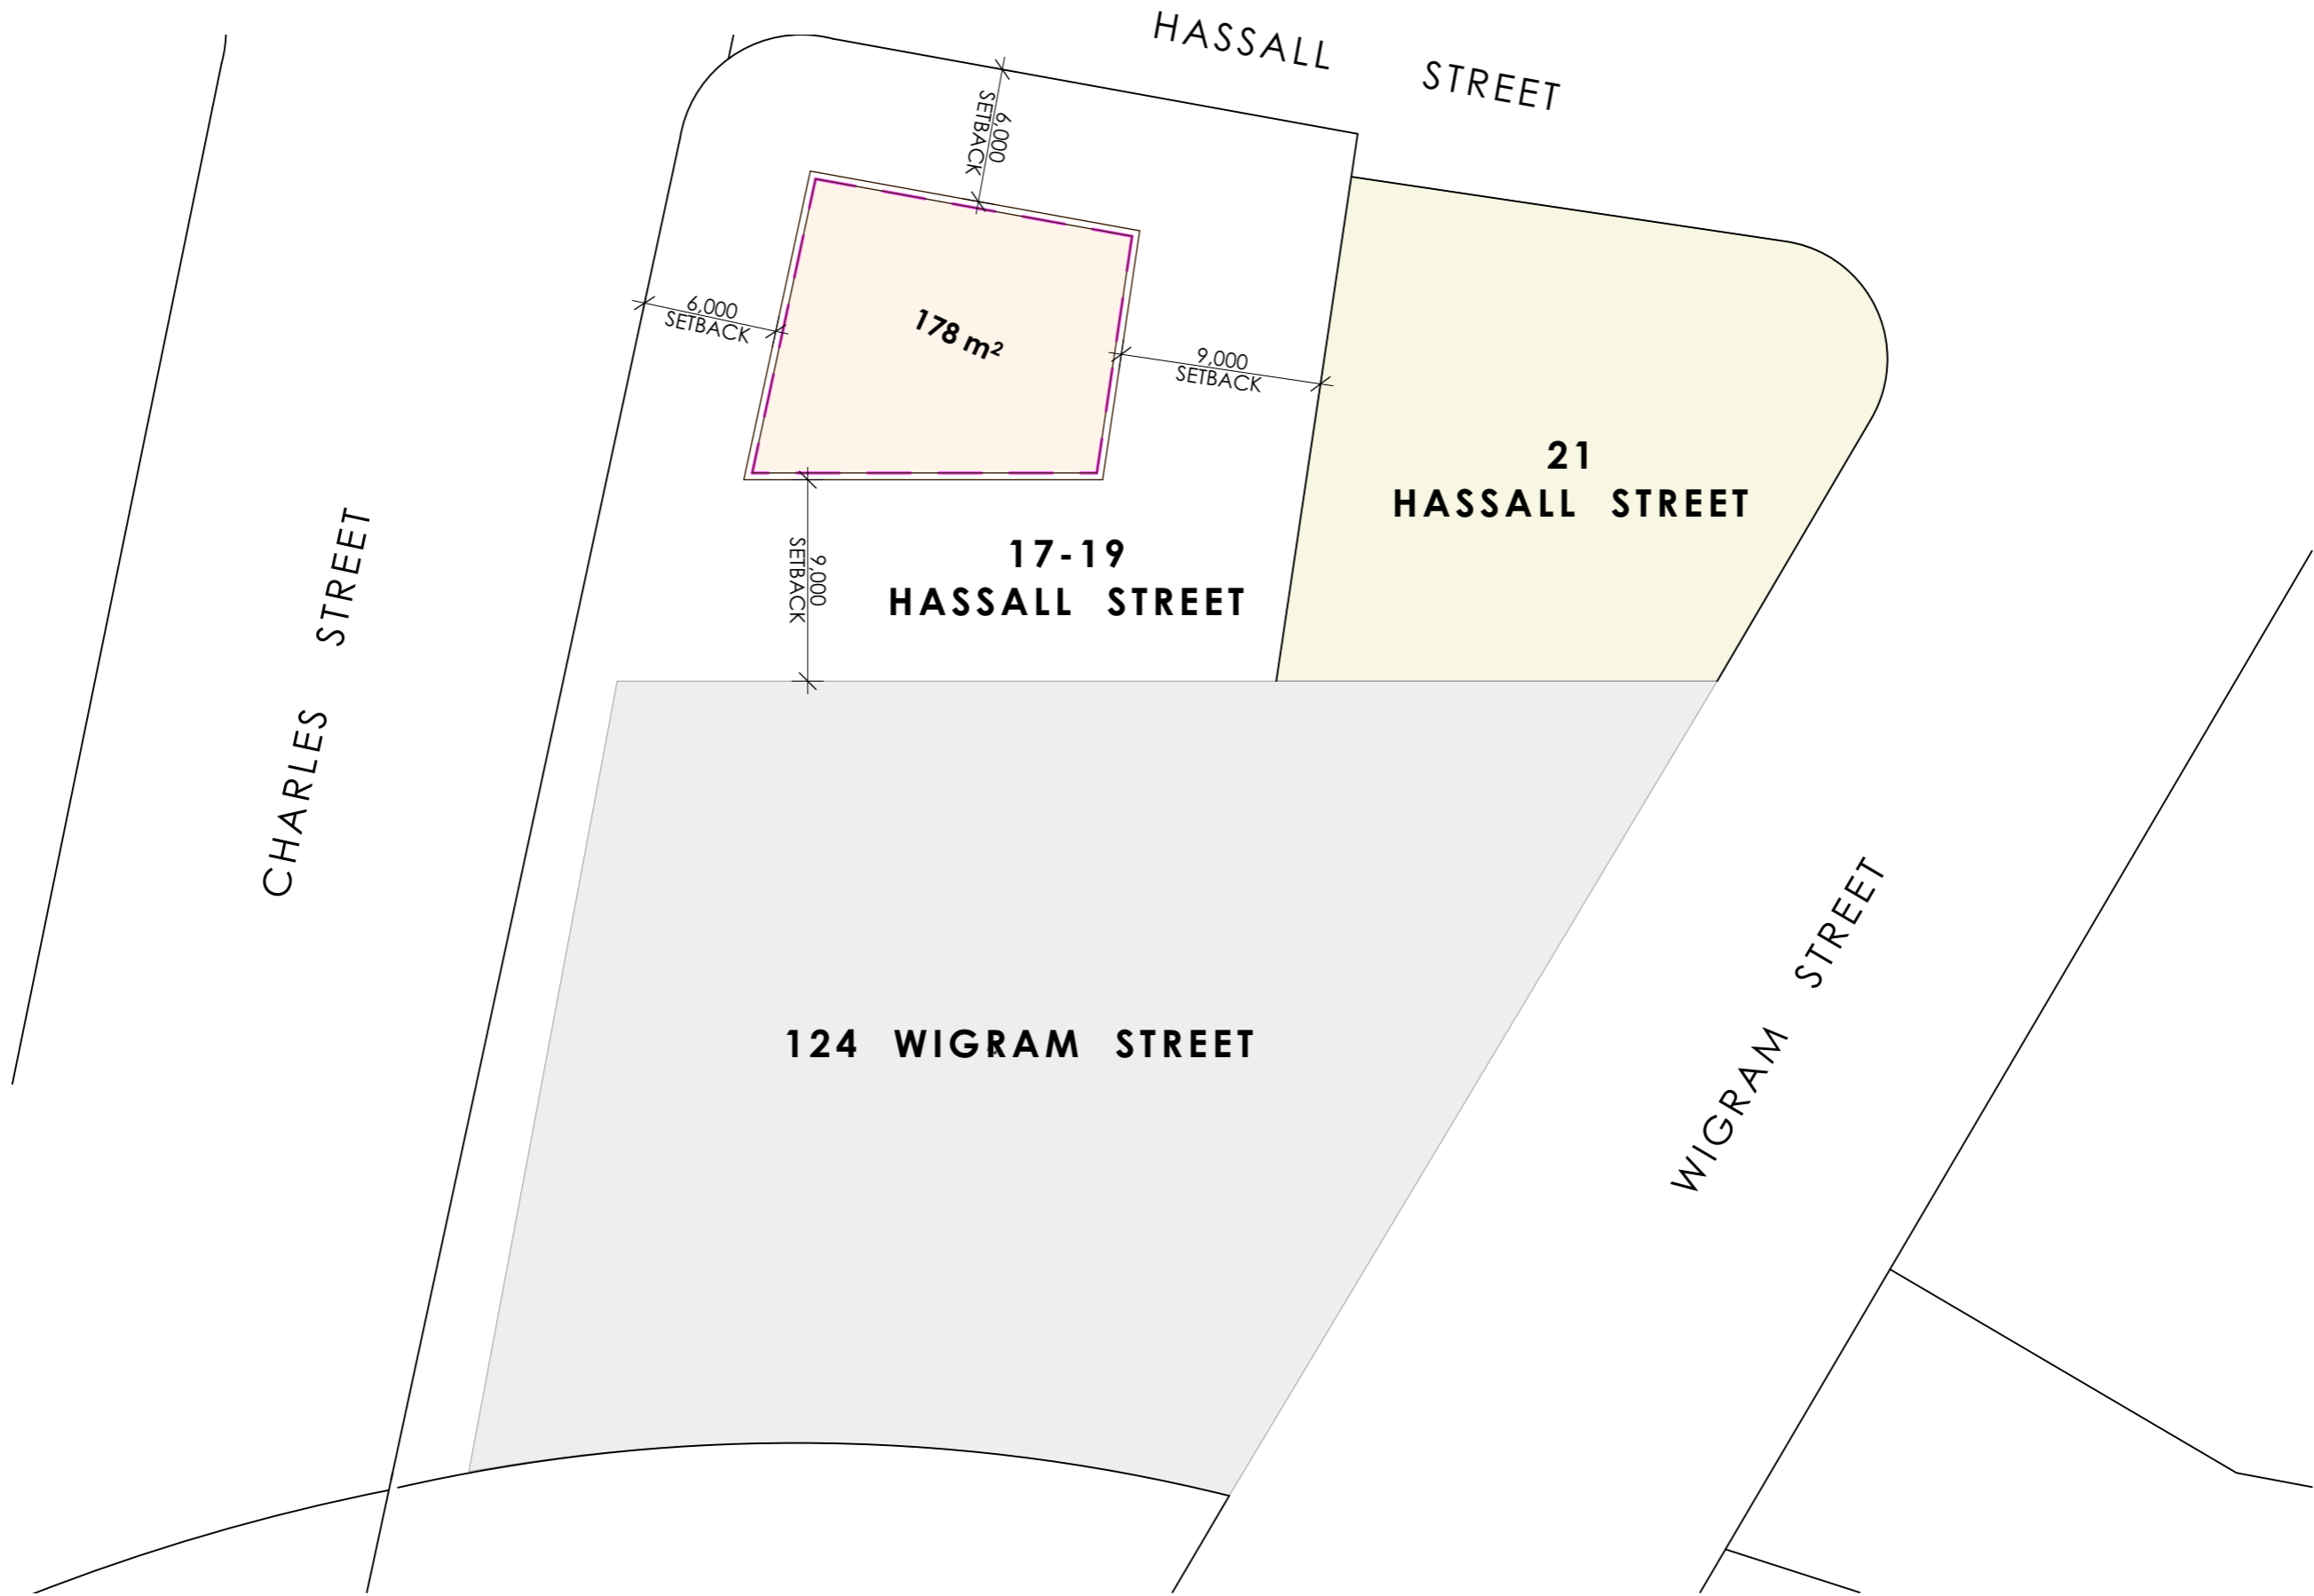 HASSALL STREET
6,000
SETBACK
6,000
SETBACK
178 m²
9,000
SETBACK
21
HASSALL STREET
9,000
SETBACK
17-19
HASSALL STREET
CHARLES STREET
124 WIGRAM STREET
WIGRAM STREET